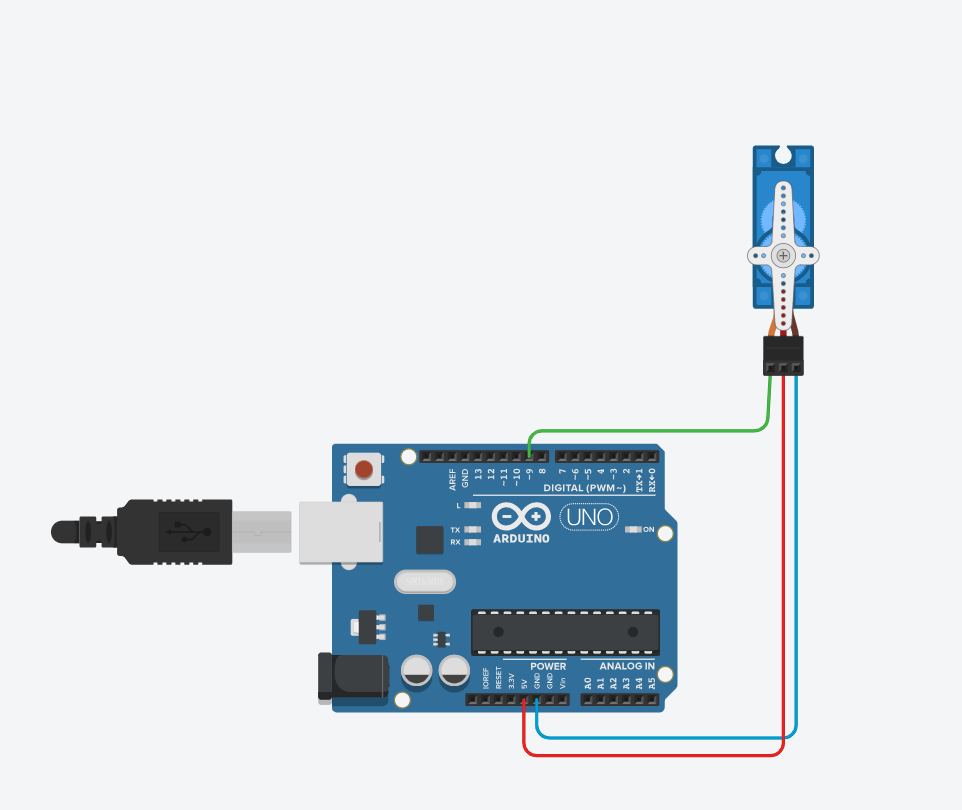 AREF
GND
13
12
~11
~10
~9
8
7
~6
~5
4
~3
2
TX→1
RX←0
DIGITAL (PWM~)
L
TX
RX
UNO
ON
ARDUINO
POWER
ANALOG IN
IOREF
RESET
3.3V
5V
GND
GND
Vin
A0
A1
A2
A3
A4
A5